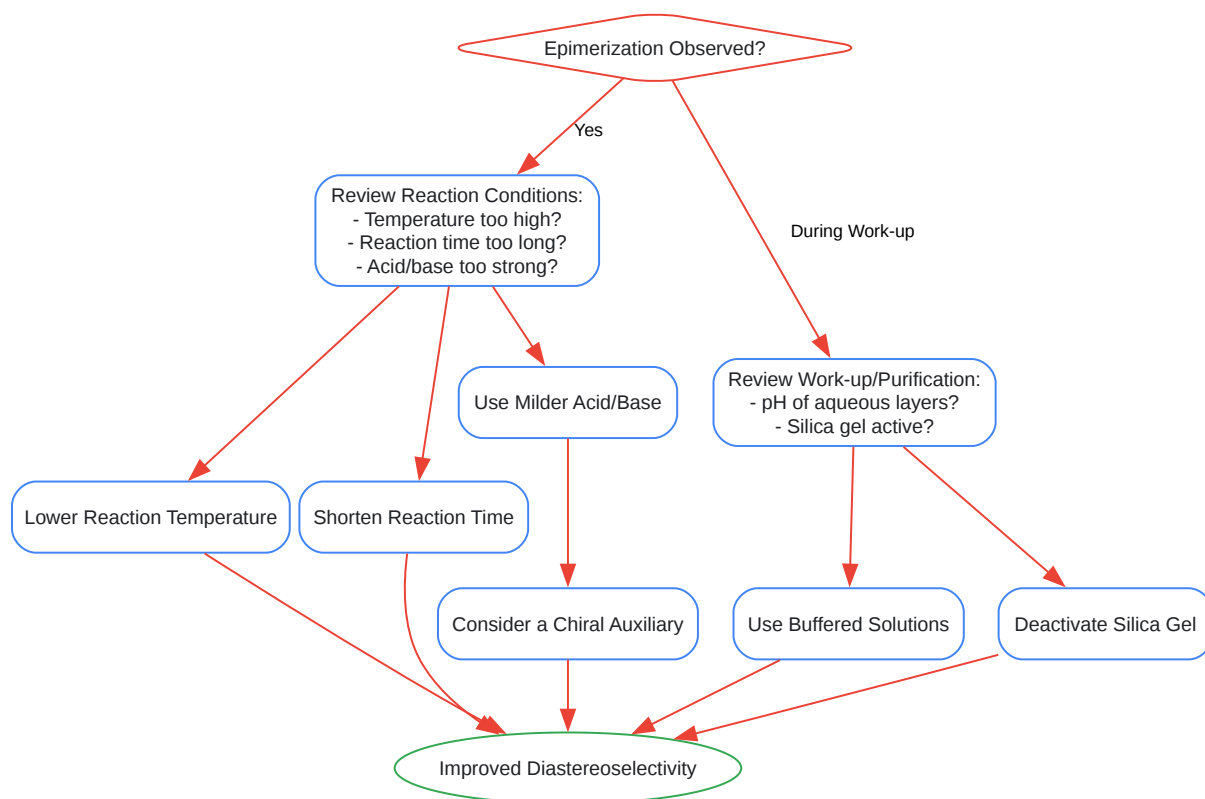 Epimerization Observed?
Yes
Review Reaction Conditions:
- Temperature too high?
- Reaction time too long?
- Acid/base too strong?
During Work-up
Use Milder Acid/Base
Review Work-up/Purification:
- pH of aqueous layers?
- Silica gel active?
Lower Reaction Temperature
Shorten Reaction Time
Consider a Chiral Auxiliary
Use Buffered Solutions
Deactivate Silica Gel
Improved Diastereoselectivity